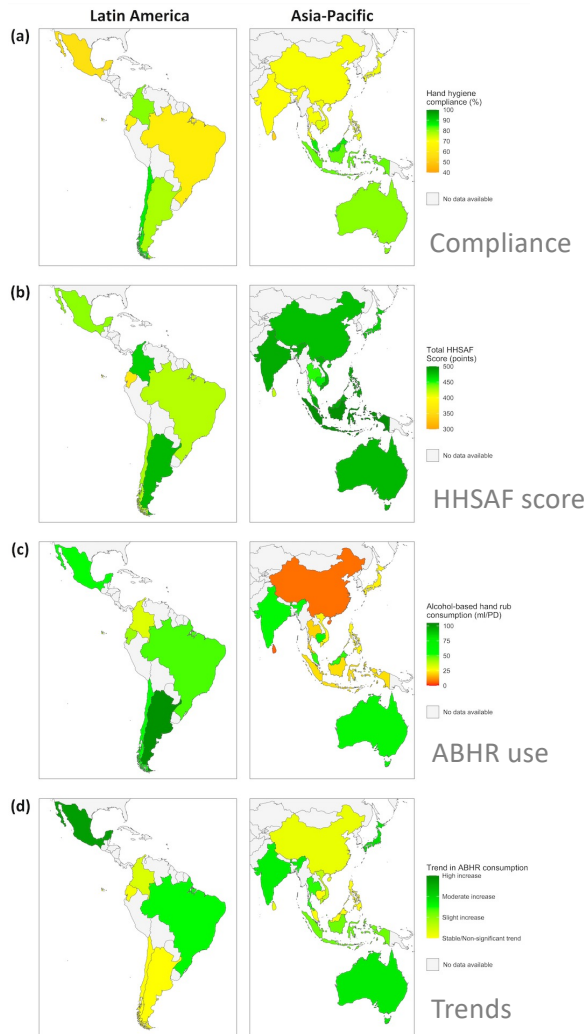 Latin America
Asia-Pacific
(a)
Hand hygiene
compliance (%)
100
90
80
70
60
50
40
No data available
Compliance
(b)
Total HHSAF
Score (points)
500
450
400
350
300
No data available
HHSAF score
(c)
Alcohol-based hand rub
consumption (ml/PD)
100
75
50
25
0
No data available
ABHR use
(d)
Trend in ABHR consumption
High increase
Moderate increase
Slight increase
Stable/Non-significant trend
No data available
Trends